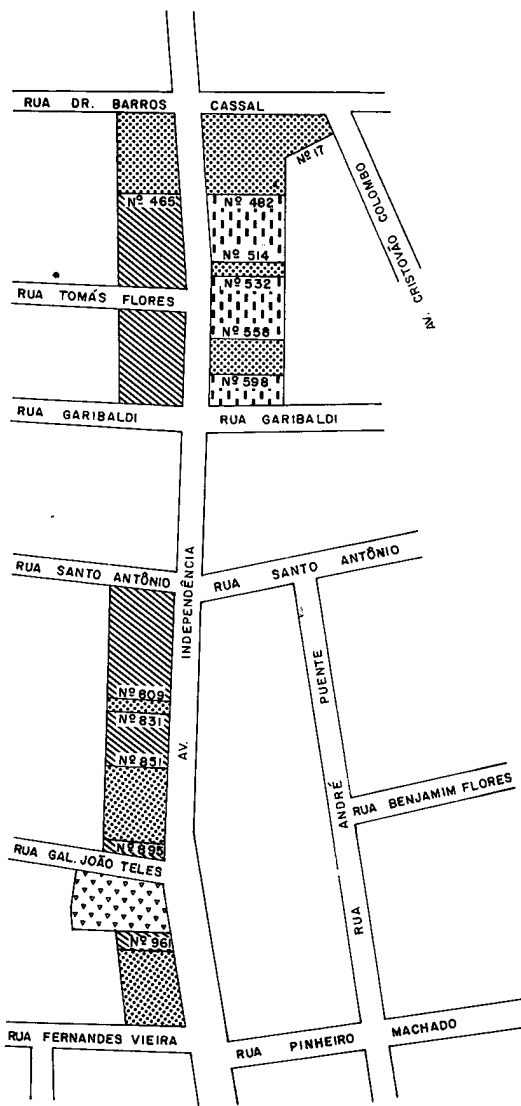 RUA DR. BARROS CASSAL
Nº 17
Nº 465
Nº 482
AV. CRISTOVÃO COLOMBO
Nº 514
Nº 532
RUA TOMÁS FLORES
Nº 558
Nº 598
RUA GARIBALDI
RUA GARIBALDI
AV. INDEPENDÊNCIA
RUA SANTO ANTÔNIO
RUA SANTO ANTÔNIO
RUA ANDRÉ PUENTE
Nº 809
Nº 831
Nº 851
RUA BENJAMIM FLORES
Nº 895
RUA GAL. JOÃO TELES
Nº 961
RUA FERNANDES VIEIRA
RUA PINHEIRO MACHADO